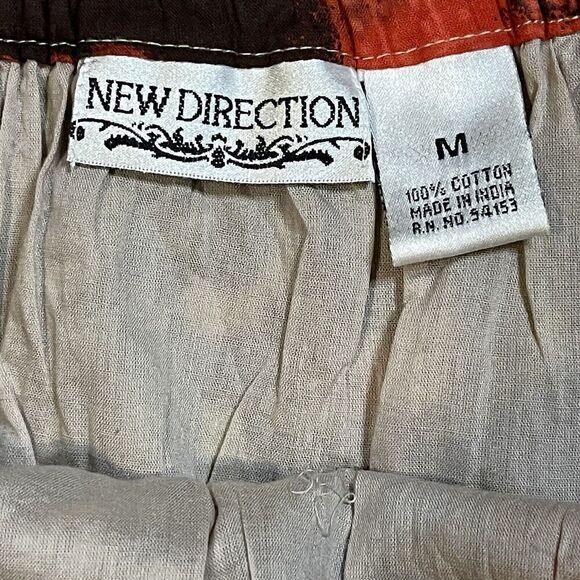 NEW DIRECTION
M
100% COTTON
MADE IN INDIA
R.N. NO. 54153